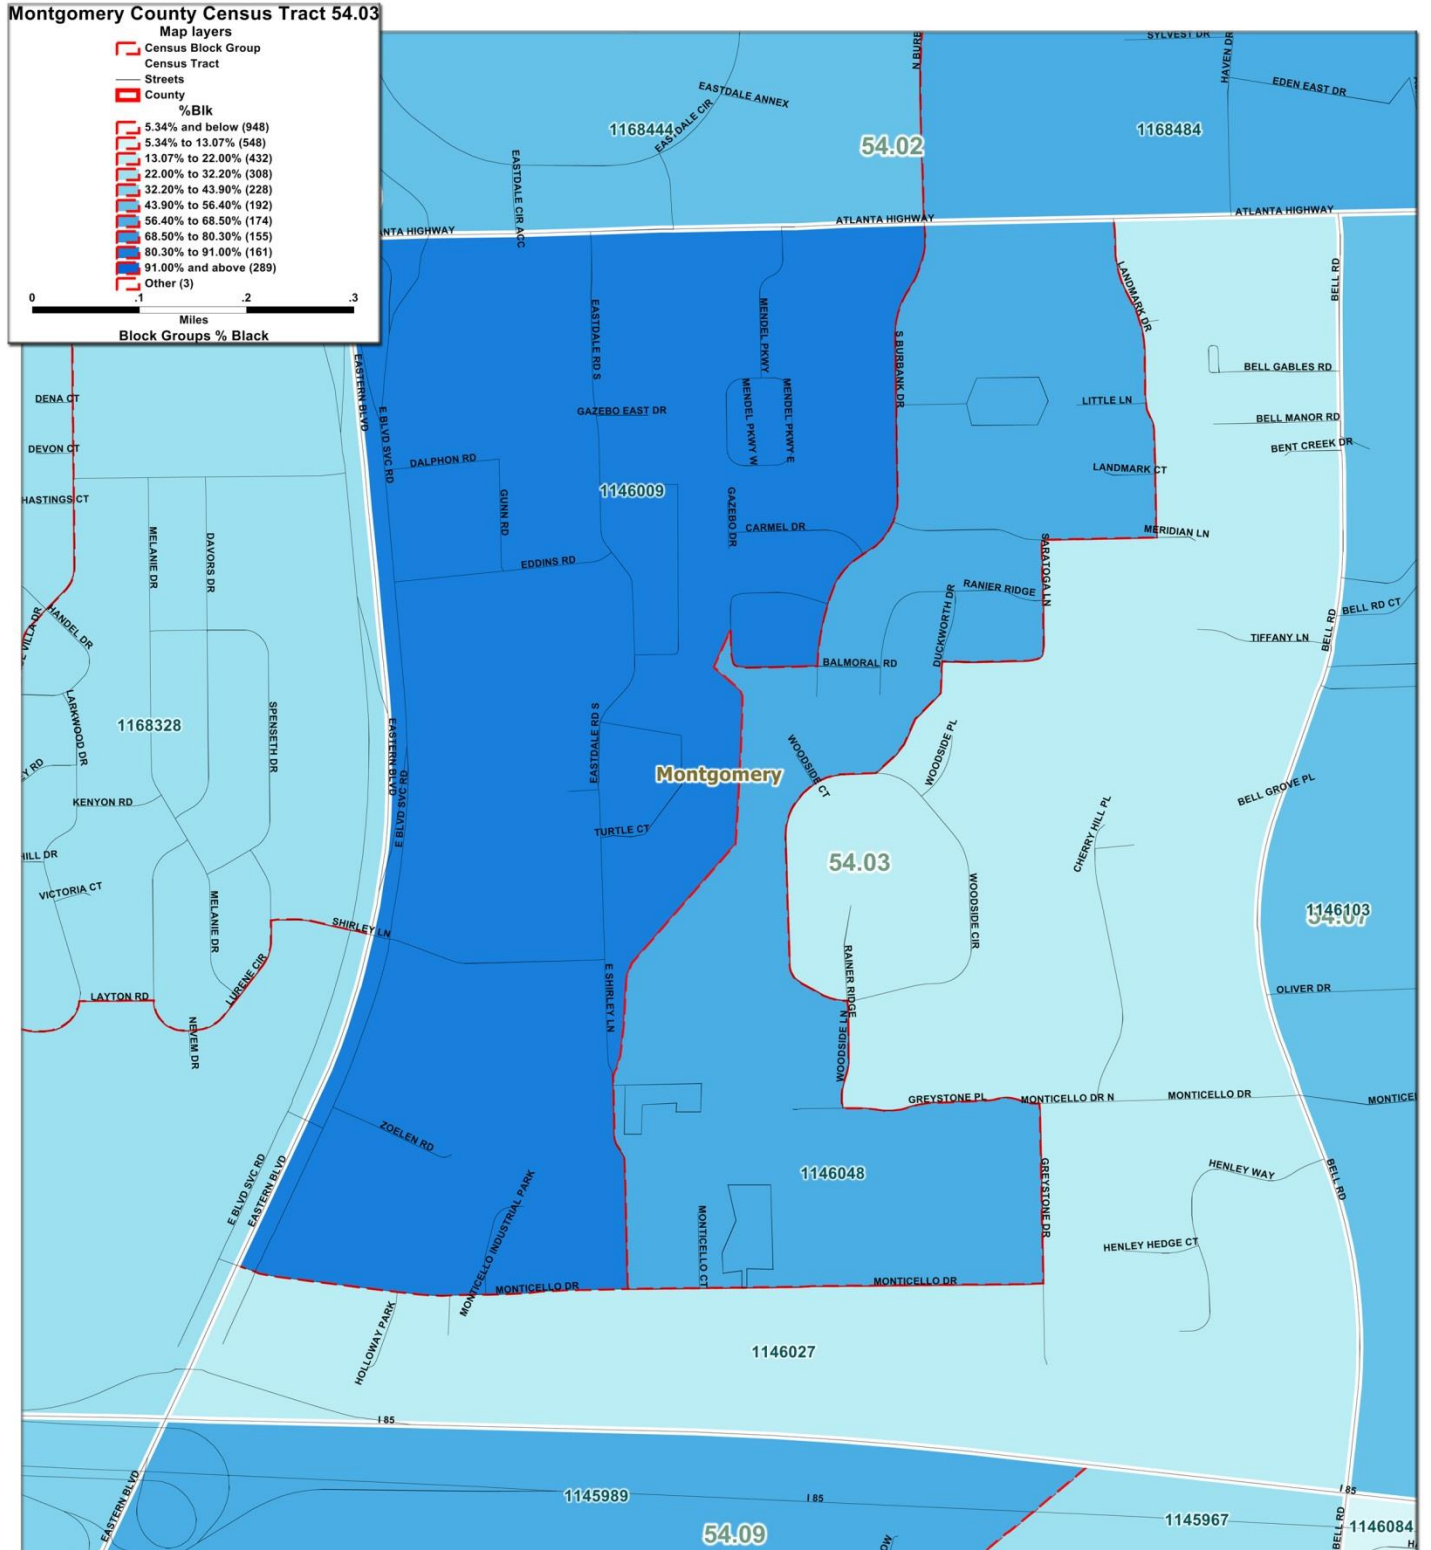 Montgomery County Census Tract 54.03
Map layers
Census Block Group
Census Tract
Streets
County
%Blk
5.34% and below (948)
5.34% to 13.07% (548)
13.07% to 22.00% (432)
22.00% to 32.20% (308)
32.20% to 43.90% (228)
43.90% to 56.40% (192)
56.40% to 68.50% (174)
68.50% to 80.30% (155)
80.30% to 91.00% (161)
91.00% and above (289)
Other (3)
0 .1 .2 .3
Miles
Block Groups % Black
SYLVEST DR
N BURB
HAVEN DR
EDEN EAST DR
EASTDALE ANNEX
EASTDALE CIR
1168444
54.02
1168484
EASTDALE CIR ACC
NTA HIGHWAY
ATLANTA HIGHWAY
ATLANTA HIGHWAY
LANDMARK DR
BELL RD
EASTDALE RD S
MENDEL PKWY
S BURBANK DR
EASTERN BLVD
BELL GABLES RD
DENA CT
E BLVD SVC RD
GAZEBO EAST DR
MENDEL PKWY W
MENDEL PKWY E
LITTLE LN
BELL MANOR RD
DEVON CT
BENT CREEK DR
DALPHON RD
LANDMARK CT
HASTINGS CT
GUNN RD
1146009
GAZEBO DR
CARMEL DR
MERIDIAN LN
MELANIE DR
DAVORS DR
EDDINS RD
SARATOGA LN
RANIER RIDGE
DUCKWORTH DR
BELL RD CT
HANDEL DR
E VILLA DR
TIFFANY LN
BELL RD
BALMORAL RD
LARKWOOD DR
1168328
SPENSETH DR
EASTERN BLVD
EASTDALE RD S
WOODSIDE PL
WOODSIDE CT
Y RD
Montgomery
E BLVD SVC RD
BELL GROVE PL
KENYON RD
TURTLE CT
CHERRY HILL PL
HILL DR
54.03
VICTORIA CT
WOODSIDE CIR
MELANIE DR
1146103
54.07
SHIRLEY LN
LURENE CIR
RAINER RIDGE
E SHIRLEY LN
OLIVER DR
LAYTON RD
NEVEM DR
WOODSIDE LN
GREYSTONE PL
MONTICELLO DR N
MONTICELLO DR
MONTICEL
ZOELEN RD
1146048
GREYSTONE DR
HENLEY WAY
BELL RD
E BLVD SVC RD
EASTERN BLVD
MONTICELLO INDUSTRIAL PARK
MONTICELLO CT
HENLEY HEDGE CT
MONTICELLO DR
MONTICELLO DR
HOLLOWAY PARK
1146027
I 85
EASTERN BLVD
1145989
I 85
I 85
54.09
1145967
BELL RD
1146084
OW
H